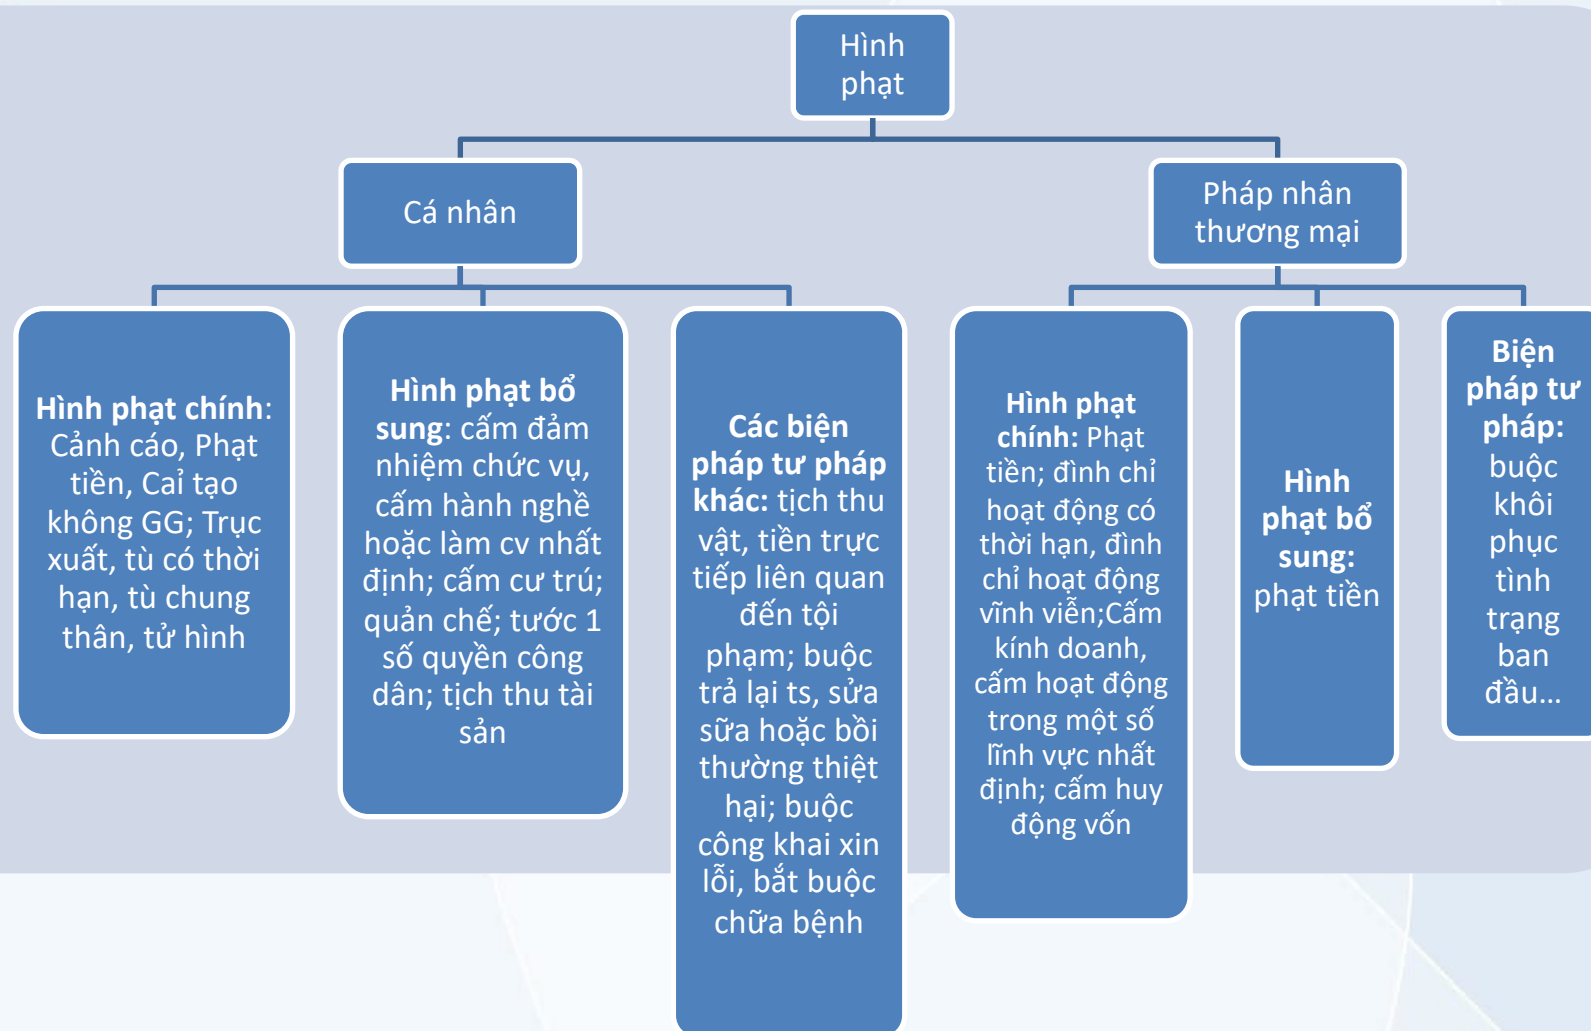 Hình
phạt
Cá nhân
Pháp nhân
thương mại
Hình phạt chính:
Cảnh cáo, Phạt
tiền, Cải tạo
không GG; Trục
xuất, tù có thời
hạn, tù chung
thân, tử hình
Hình phạt bổ
sung: cấm đảm
nhiệm chức vụ,
cấm hành nghề
hoặc làm cv nhất
định; cấm cư trú;
quản chế; tước 1
số quyền công
dân; tịch thu tài
sản
Các biện
pháp tư pháp
khác: tịch thu
vật, tiền trực
tiếp liên quan
đến tội
phạm; buộc
trả lại ts, sửa
sữa hoặc bồi
thường thiệt
hại; buộc
công khai xin
lỗi, bắt buộc
chữa bệnh
Hình phạt
chính: Phạt
tiền; đình chỉ
hoạt động có
thời hạn, đình
chỉ hoạt động
vĩnh viễn;Cấm
kính doanh,
cấm hoạt động
trong một số
lĩnh vực nhất
định; cấm huy
động vốn
Hình
phạt bổ
sung:
phạt tiền
Biện
pháp tư
pháp:
buộc
khôi
phục
tình
trạng
ban
đầu...